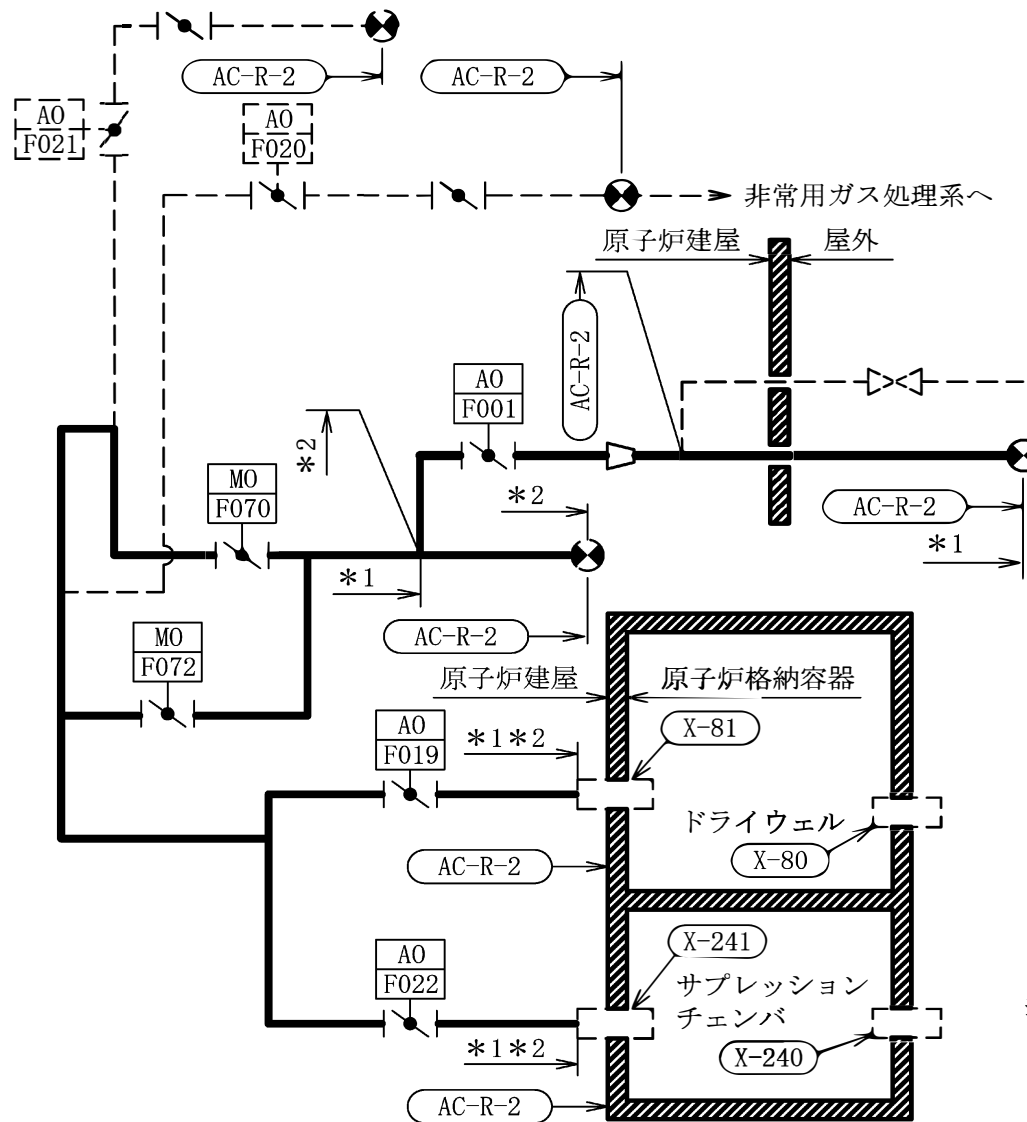 AC-R-2
AC-R-2
AO
F021
AO
F020
非常用ガス処理系へ
原子炉建屋
屋外
AC-R-2
AO
F001
*2
MO
F070
*2
AC-R-2
*1
*1
AC-R-2
MO
F072
原子炉建屋
原子炉格納容器
X-81
AO
F019
*1*2
ドライウェル
X-80
AC-R-2
X-241
AO
F022
サプレッション
チェンバ
*1*2
X-240
AC-R-2